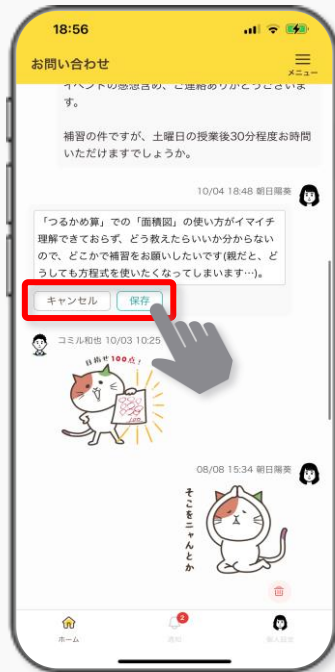 18:56
お問い合わせ
メニュー
イベントの感想含め、ご連絡ありがとうございま
す。
補習の件ですが、土曜日の授業後30分程度お時間
いただけますでしょうか。
10/04 18:48 朝日陽葵
「つるかめ算」での「面積図」の使い方がイマイチ
理解できておらず、どう教えたらいいか分からない
ので、どこかで補習をお願いしたいです(親だと、ど
うしても方程式を使いたくなってしまいます…)。
キャンセル
保存
コミル和也 10/03 10:25
目指せ100点!
08/08 15:34 朝日陽葵
そこをニャんとか
2
ホーム
通知
個人設定